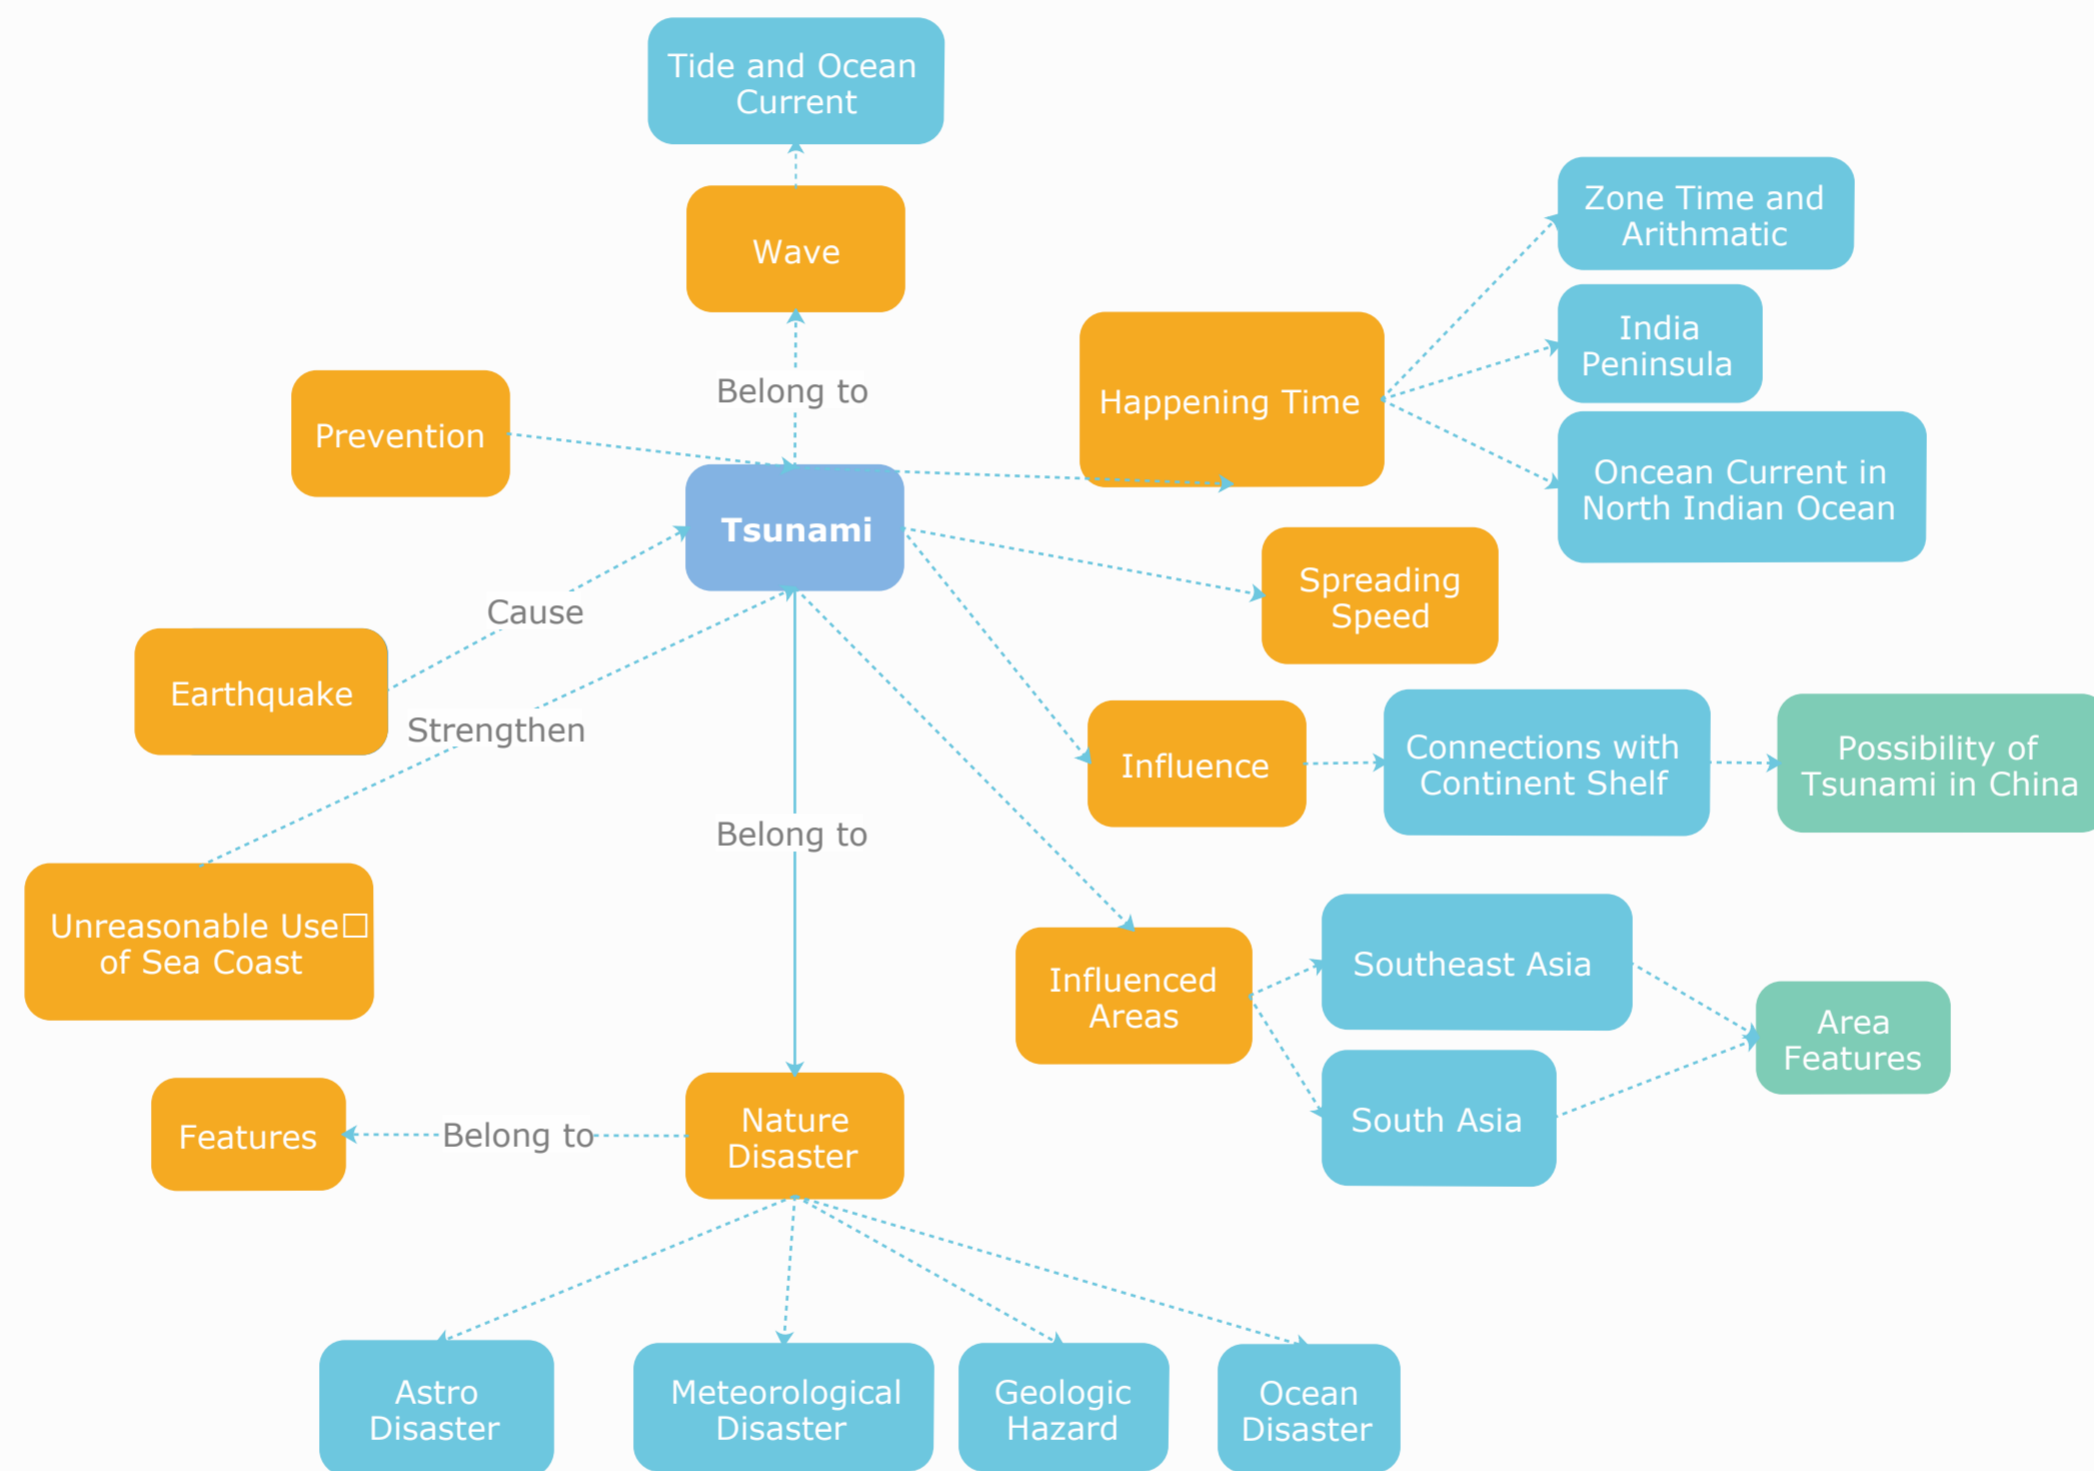 Tide and Ocean
Current
Wave
Zone Time and
Arithmatic
India
Peninsula
Belong to
Happening Time
Prevention
Oncean Current in
North Indian Ocean
Tsunami
Spreading
Speed
Cause
Earthquake
Strengthen
Influence
Connections with
Continent Shelf
Possibility of
Tsunami in China
Belong to
Unreasonable Use□
of Sea Coast
Influenced
Areas
Southeast Asia
Area
Features
South Asia
Features
Belong to
Nature
Disaster
Astro
Disaster
Meteorological
Disaster
Geologic
Hazard
Ocean
Disaster